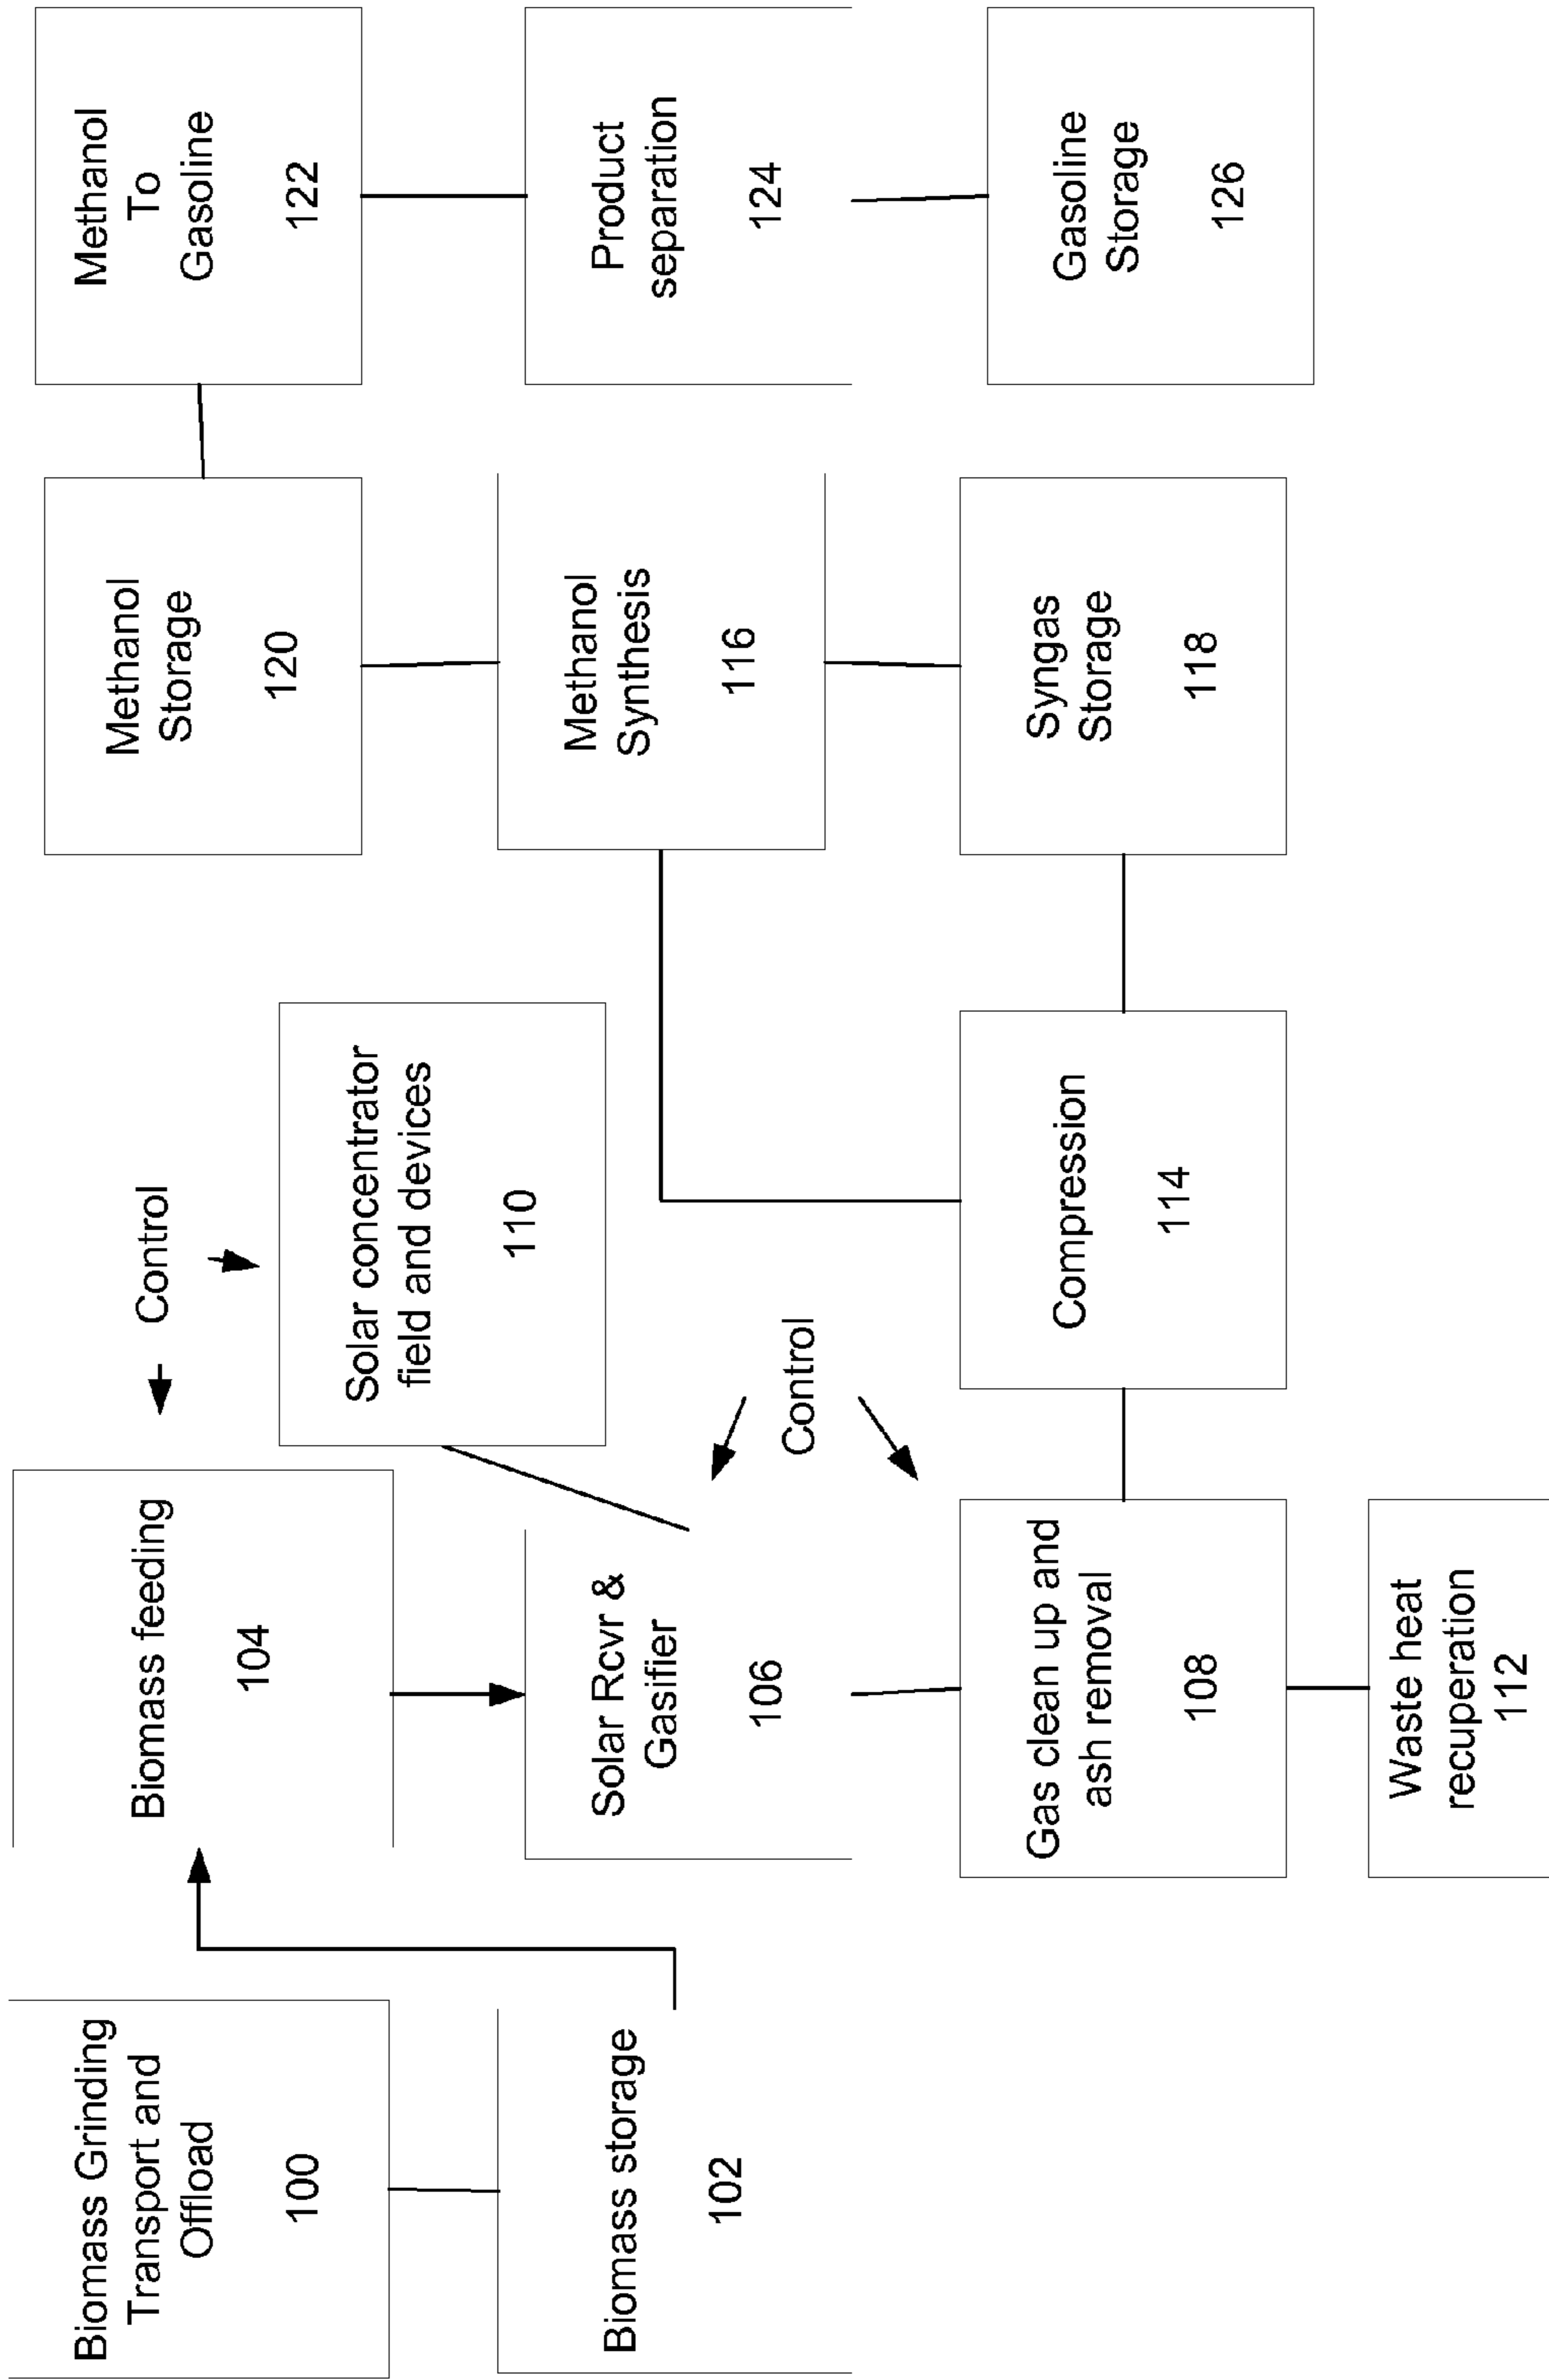 Biomass Grinding
Transport and
Offload
100
Biomass storage
102
Biomass feeding
104
Control
Solar concentrator
field and devices
110
Solar Rcvr &
Gasifier
106
Control
Gas clean up and
ash removal
108
Waste heat
recuperation
112
Compression
114
Methanol
Storage
120
Methanol
Synthesis
116
Syngas
Storage
118
Methanol
To
Gasoline
122
Product
separation
124
Gasoline
Storage
126